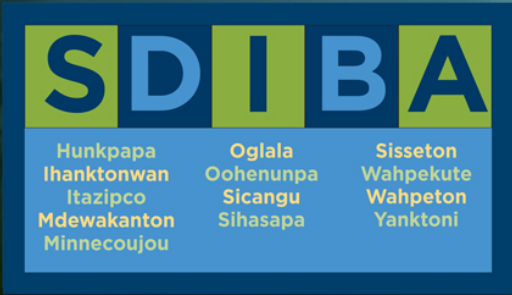 SDIBA
Hunkpapa
Ihanktonwan
Itazipco
Mdewakanton
Minnecoujou
Oglala
Oohenunpa
Sicangu
Sihasapa
Sisseton
Wahpekute
Wahpeton
Yanktoni